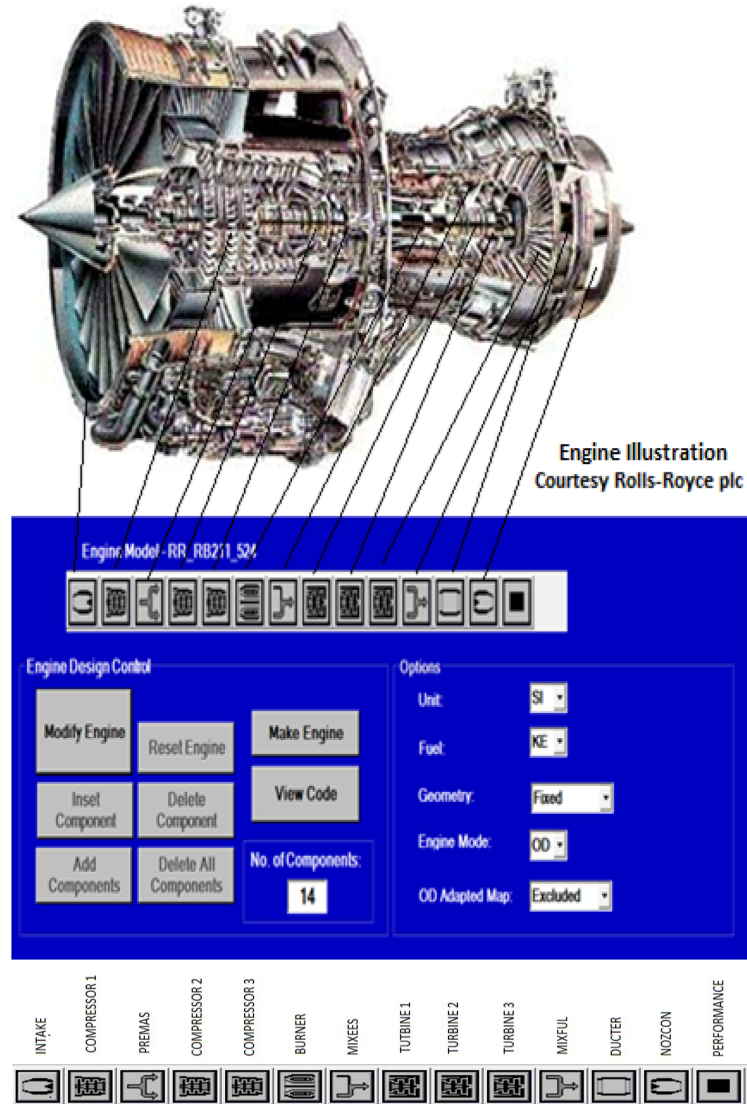 Engine Illustration
Courtesy Rolls-Royce plc
Engine Model - RR_RB211_524
Engine Design Control
Modify Engine
Reset Engine
Make Engine
Inset
Component
Delete
Component
View Code
Add
Components
Delete All
Components
No. of Components:
14
Options
Unit:
SI
Fuel:
KE
Geometry:
Fixed
Engine Mode:
OD
OD Adapted Map:
Excluded
INTAKE
COMPRESSOR 1
PREMAS
COMPRESSOR 2
COMPRESSOR 3
BURNER
MIXEES
TUTBINE 1
TURBINE 2
TURBINE 3
MIXFUL
DUCTER
NOZCON
PERFORMANCE